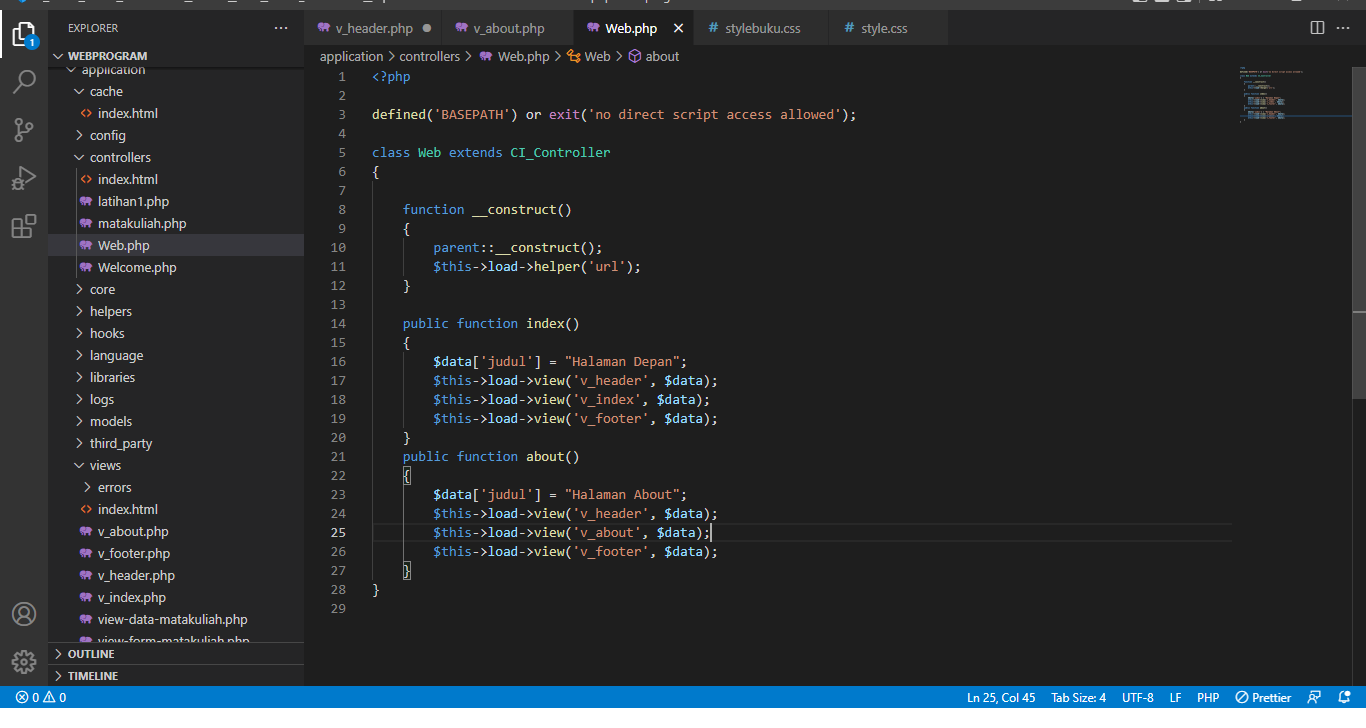 EXPLORER
WEBPROGRAM
application
cache
index.html
config
controllers
index.html
latihan1.php
matakuliah.php
Web.php
Welcome.php
core
helpers
hooks
language
libraries
logs
models
third_party
views
errors
index.html
v_about.php
v_footer.php
v_header.php
v_index.php
view-data-matakuliah.php
view-form-matakuliah.php
OUTLINE
TIMELINE
1
v_header.php
v_about.php
Web.php
# stylebuku.css
# style.css
application > controllers > Web.php > Web > about
1 <?php
2
3 defined('BASEPATH') or exit('no direct script access allowed');
4
5 class Web extends CI_Controller
6 {
7
8 function __construct()
9 {
10 parent::__construct();
11 $this->load->helper('url');
12 }
13
14 public function index()
15 {
16 $data['judul'] = "Halaman Depan";
17 $this->load->view('v_header', $data);
18 $this->load->view('v_index', $data);
19 $this->load->view('v_footer', $data);
20 }
21 public function about()
22 {
23 $data['judul'] = "Halaman About";
24 $this->load->view('v_header', $data);
25 $this->load->view('v_about', $data);
26 $this->load->view('v_footer', $data);
27 }
28 }
29
0 0
Ln 25, Col 45 Tab Size: 4 UTF-8 LF PHP Prettier